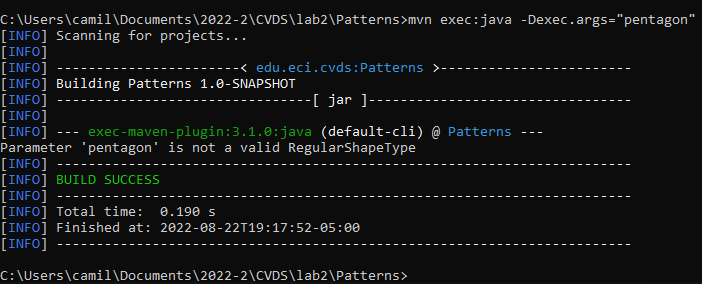 C:\Users\camil\Documents\2022-2\CVDS\lab2\Patterns>mvn exec:java -Dexec.args="pentagon"
[INFO] Scanning for projects...
[INFO]
[INFO] ----------------------< edu.eci.cvds:Patterns >-------------------------
[INFO] Building Patterns 1.0-SNAPSHOT
[INFO] --------------------------------[ jar ]---------------------------------
[INFO]
[INFO] --- exec-maven-plugin:3.1.0:java (default-cli) @ Patterns ---
Parameter 'pentagon' is not a valid RegularShapeType
[INFO] ------------------------------------------------------------------------
[INFO] BUILD SUCCESS
[INFO] ------------------------------------------------------------------------
[INFO] Total time:  0.190 s
[INFO] Finished at: 2022-08-22T19:17:52-05:00
[INFO] ------------------------------------------------------------------------
C:\Users\camil\Documents\2022-2\CVDS\lab2\Patterns>